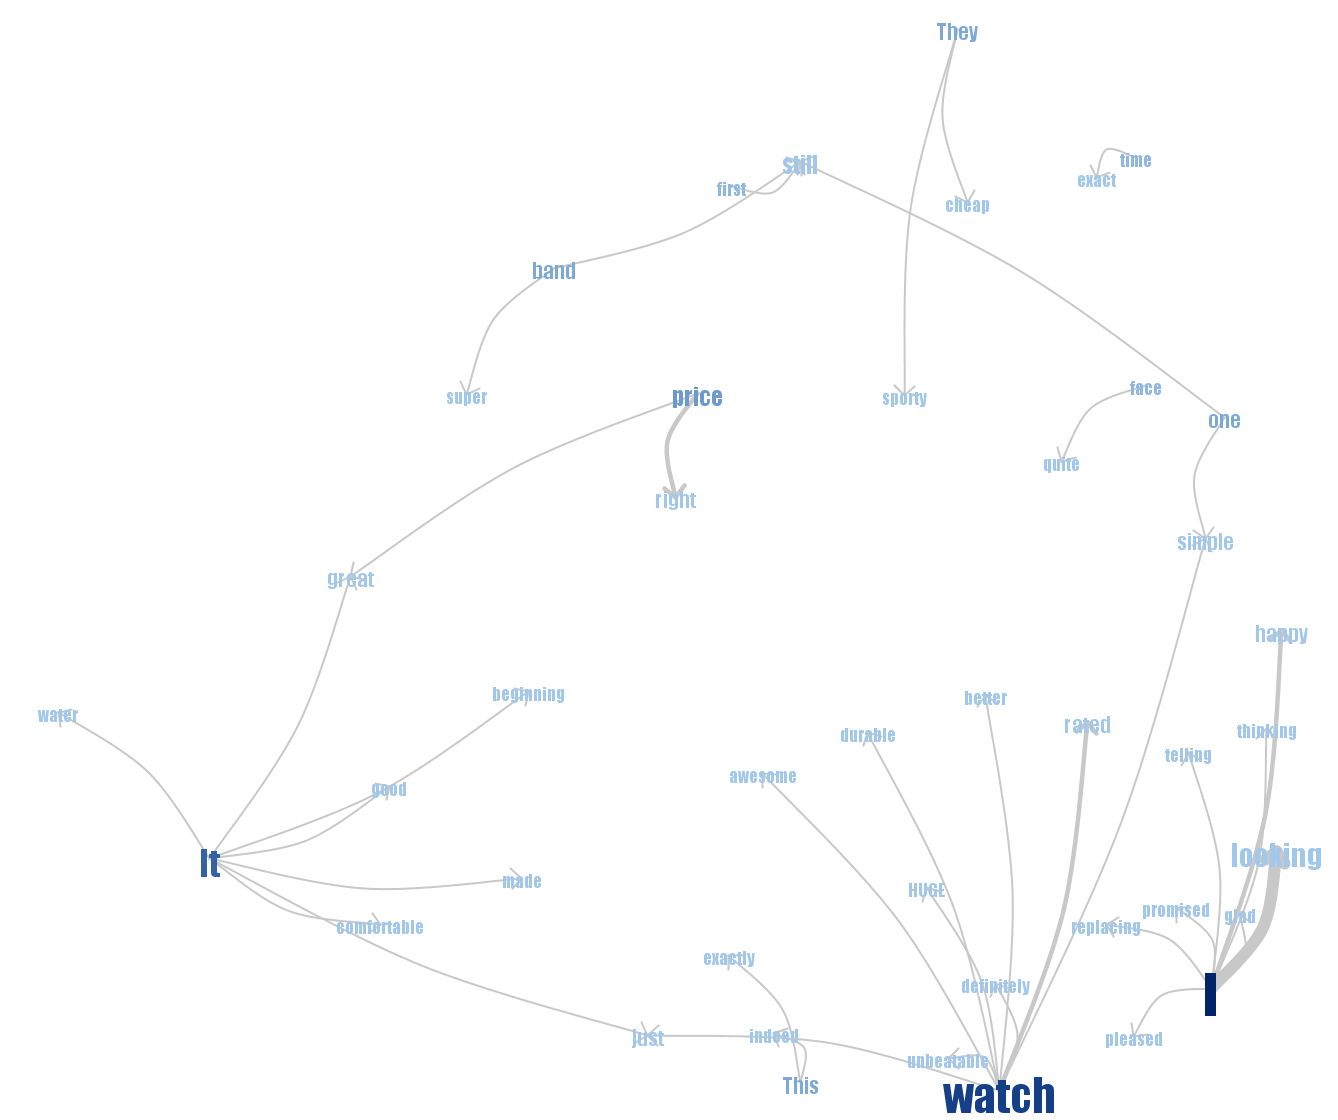 They
time
still
exact
first
cheap
band
face
super
price
sporty
one
quite
right
simple
great
happy
beginning
better
water
rated
thinking
durable
telling
awesome
good
looking
It
made
HUGE
promised
glad
comfortable
replacing
exactly
definitely
I
just
indeed
pleased
unbeatable
This
watch